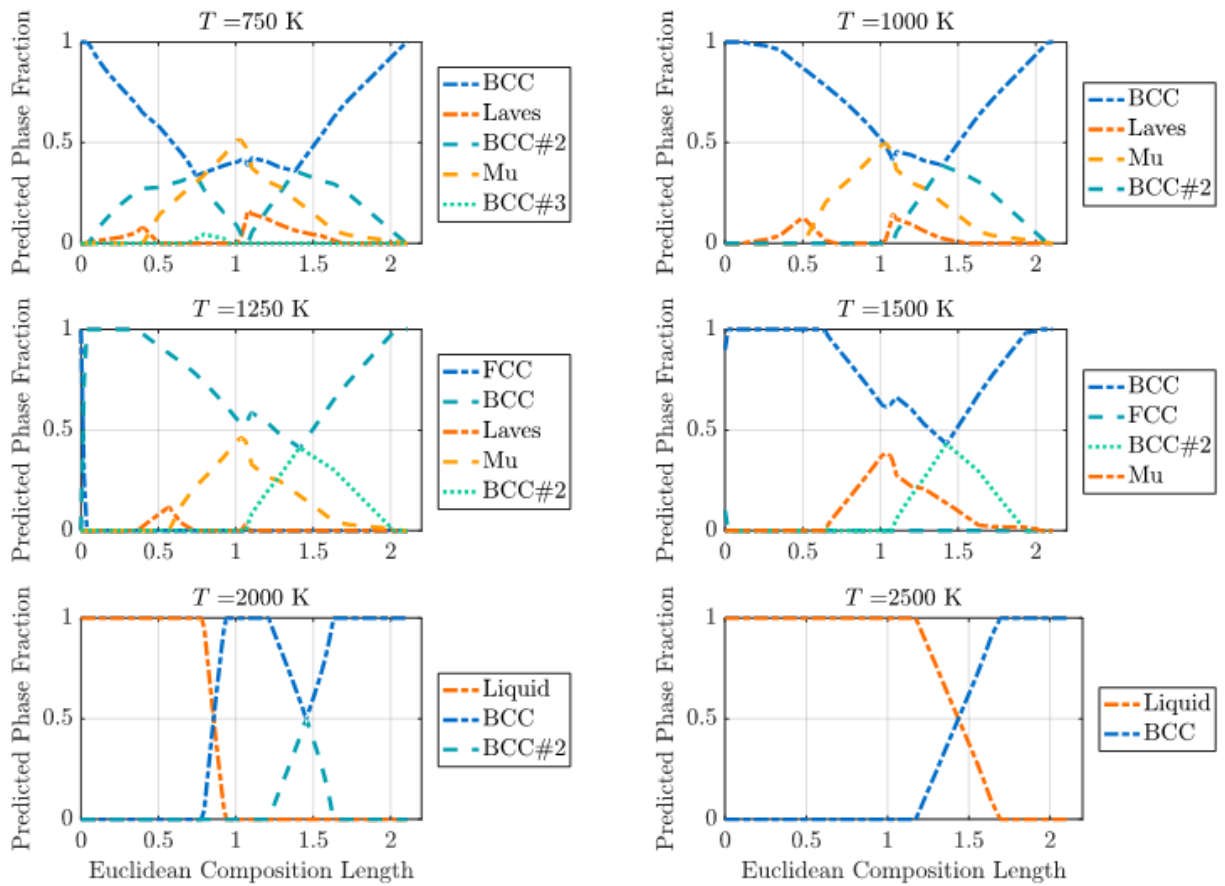 T =750 K
Predicted Phase Fraction
1
0.5
0
0 0.5 1 1.5 2
BCC
Laves
BCC#2
Mu
BCC#3
T =1000 K
Predicted Phase Fraction
1
0.5
0
0 0.5 1 1.5 2
BCC
Laves
Mu
BCC#2
T =1250 K
Predicted Phase Fraction
1
0.5
0
0 0.5 1 1.5 2
FCC
BCC
Laves
Mu
BCC#2
T =1500 K
Predicted Phase Fraction
1
0.5
0
0 0.5 1 1.5 2
BCC
FCC
BCC#2
Mu
T =2000 K
Predicted Phase Fraction
1
0.5
0
0 0.5 1 1.5 2
Euclidean Composition Length
Liquid
BCC
BCC#2
T =2500 K
Predicted Phase Fraction
1
0.5
0
0 0.5 1 1.5 2
Euclidean Composition Length
Liquid
BCC